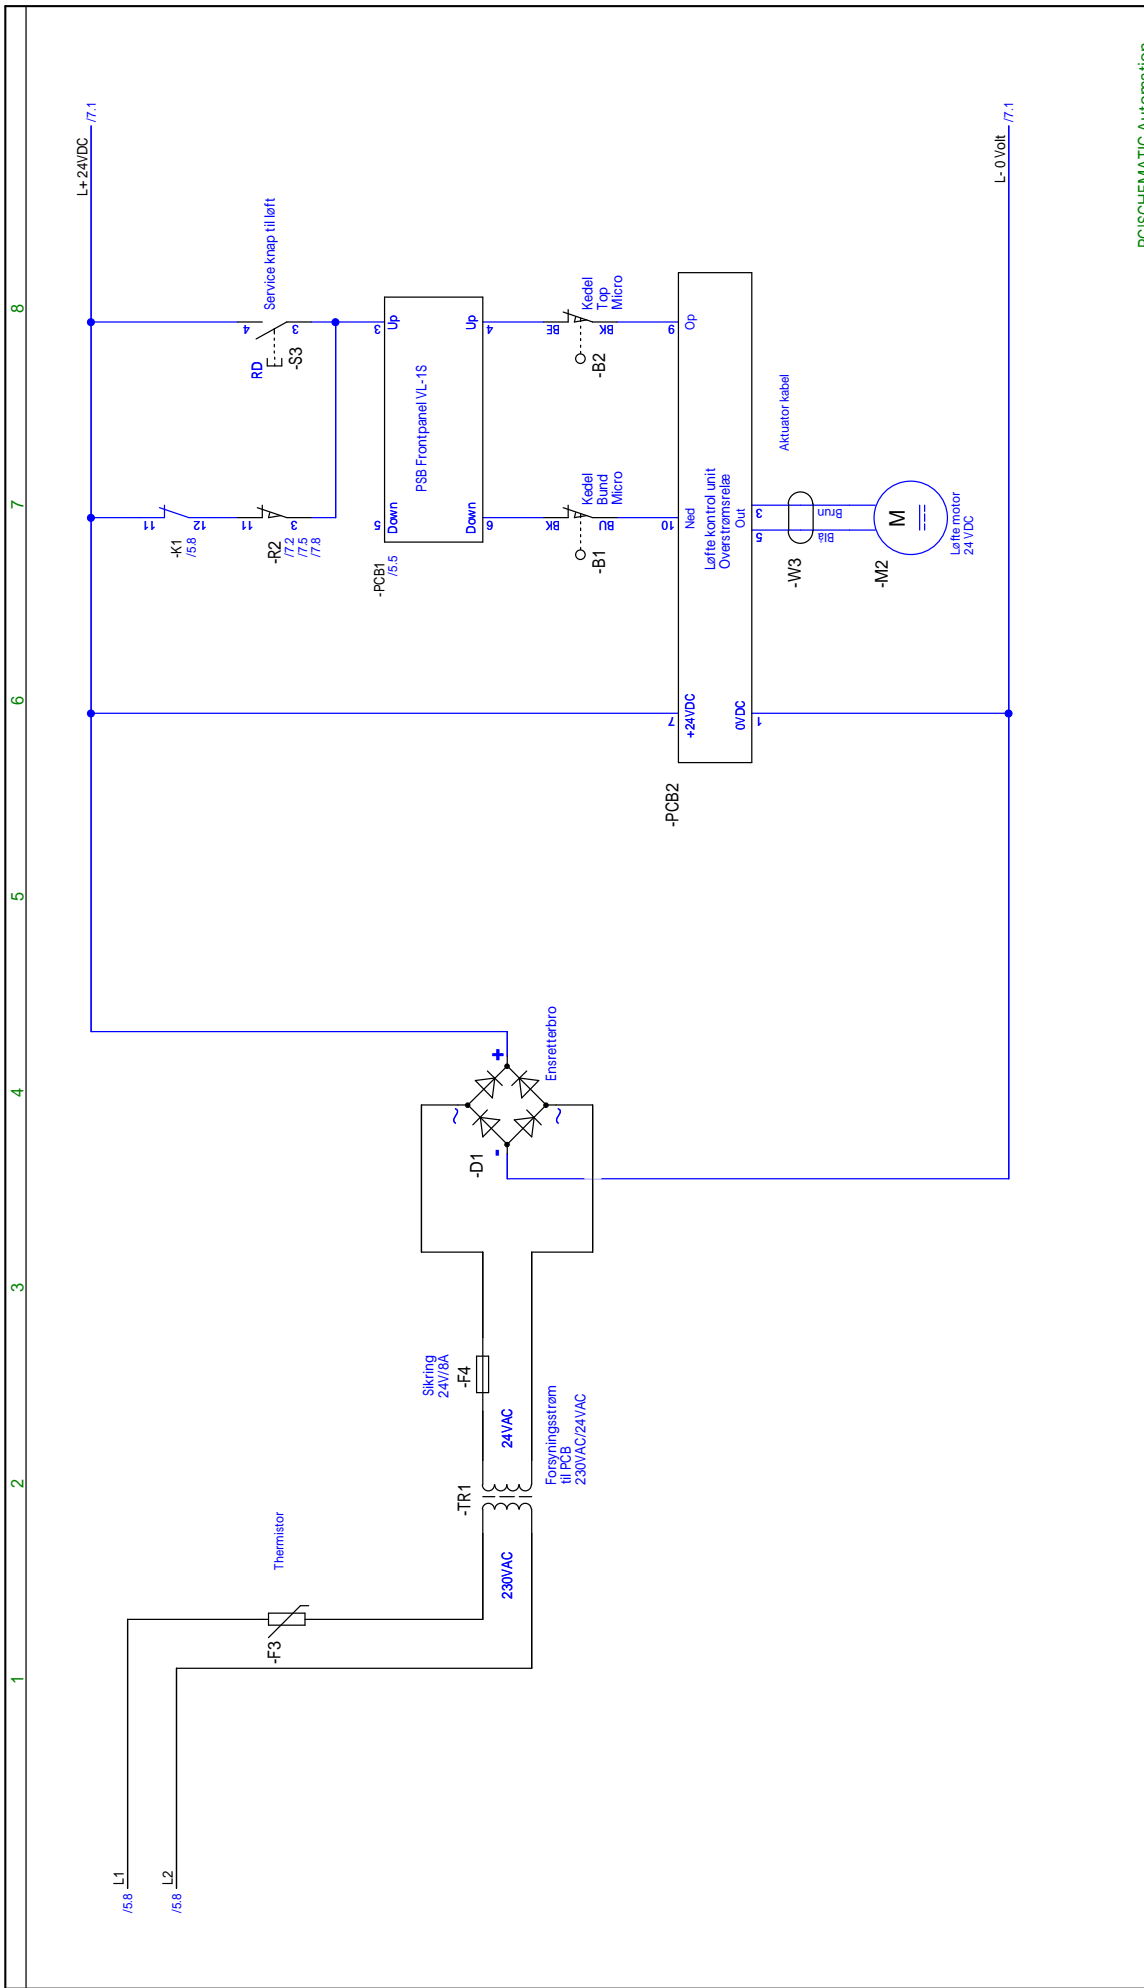 1
2
3
4
5
6
7
8
L1
/5.8
L2
/5.8
-F3
Thermistor
230VAC
-TR1
24VAC
Forsyningsstrøm
til PCB
230VAC/24VAC
Sikring
24V/8A
-F4
-D1
-
+
~
~
Ensretterbro
L+ 24VDC
/7.1
11
12
-K1
/5.8
11
3
-R2
/7.2
/7.5
/7.8
4
3
RD
-S3
Service knap til løft
-PCB1
/5.5
5
Down
3
Up
PSB Frontpanel VL-1S
Down
6
Up
4
BK
BU
-B1
Kedel
Bund
Micro
BE
BK
-B2
Kedel
Top
Micro
-PCB2
7
+24VDC
10
Ned
9
Op
Løfte kontrol unit
Overstrømsrelæ
0VDC
1
Out
5
3
Aktuator kabel
-W3
Blå
Brun
-M2
M
Løfte motor
24 VDC
L- 0 Volt
/7.1
PC|SCHEMATIC Automation